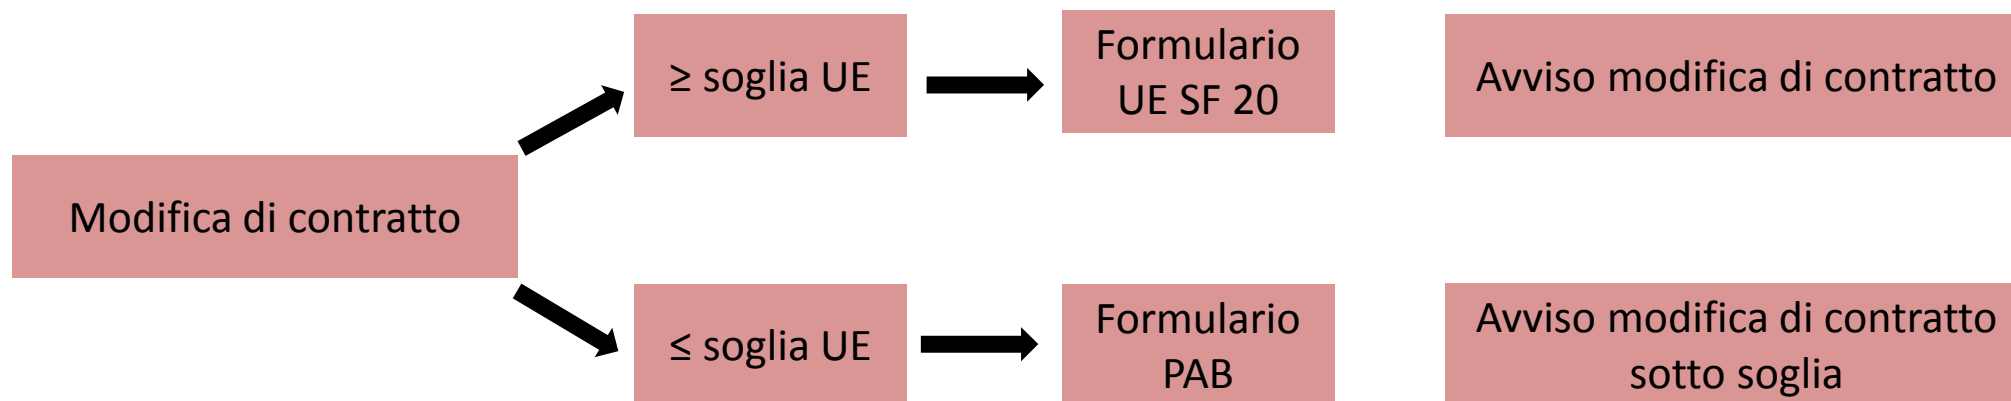 Modifica di contratto
≥ soglia UE
Formulario
UE SF 20
Avviso modifica di contratto
≤ soglia UE
Formulario
PAB
Avviso modifica di contratto
sotto soglia